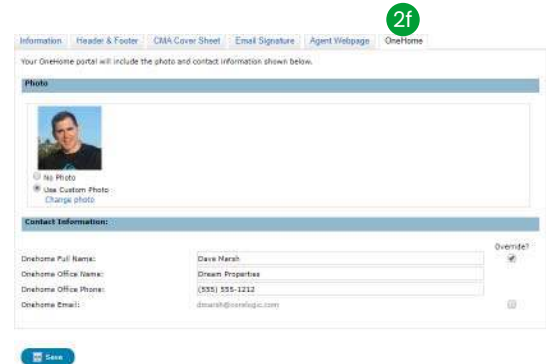 2f
Information Header & Footer CMA Cover Sheet Email Signature Agent Webpage OneHome
Your OneHome portal will include the photo and contact information shown below.
Photo
No Photo
Use Custom Photo
Change photo
Contact Information:
Override?
Onehome Full Name: Dave Marsh
Onehome Office Name: Dream Properties
Onehome Office Phone: (555) 555-1212
Onehome Email: dmarsh@corelogic.com
Save